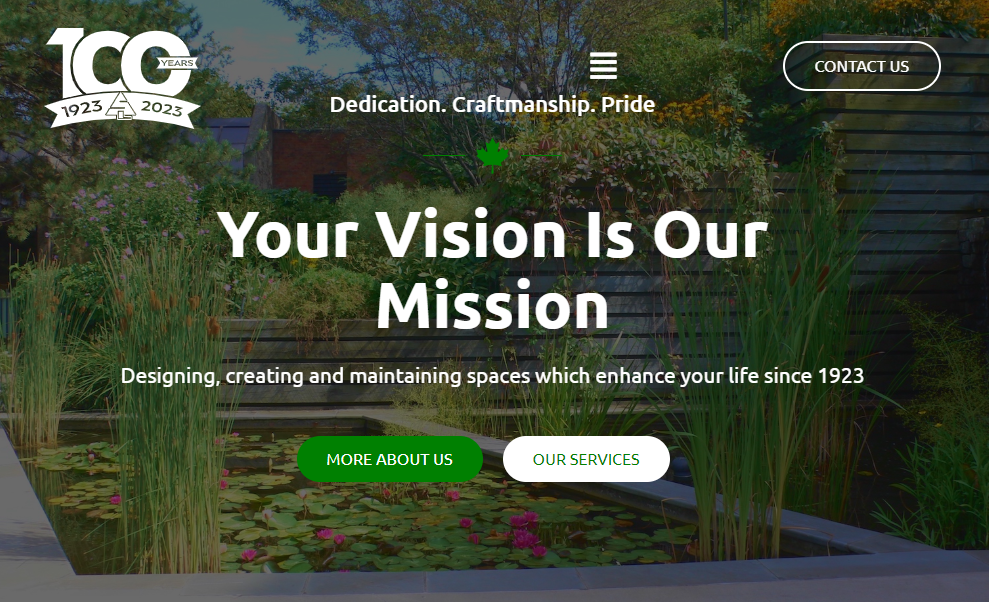 100
YEARS
1923 2023
CONTACT US
Dedication. Craftmanship. Pride
Your Vision Is Our
Mission
Designing, creating and maintaining spaces which enhance your life since 1923
MORE ABOUT US
OUR SERVICES